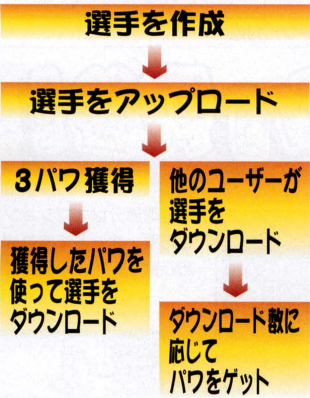 選手を作成
選手をアップロード
3パワ獲得
他のユーザーが
選手を
ダウンロード
獲得したパワを
使って選手を
ダウンロード
ダウンロード数に
応じて
パワをゲット